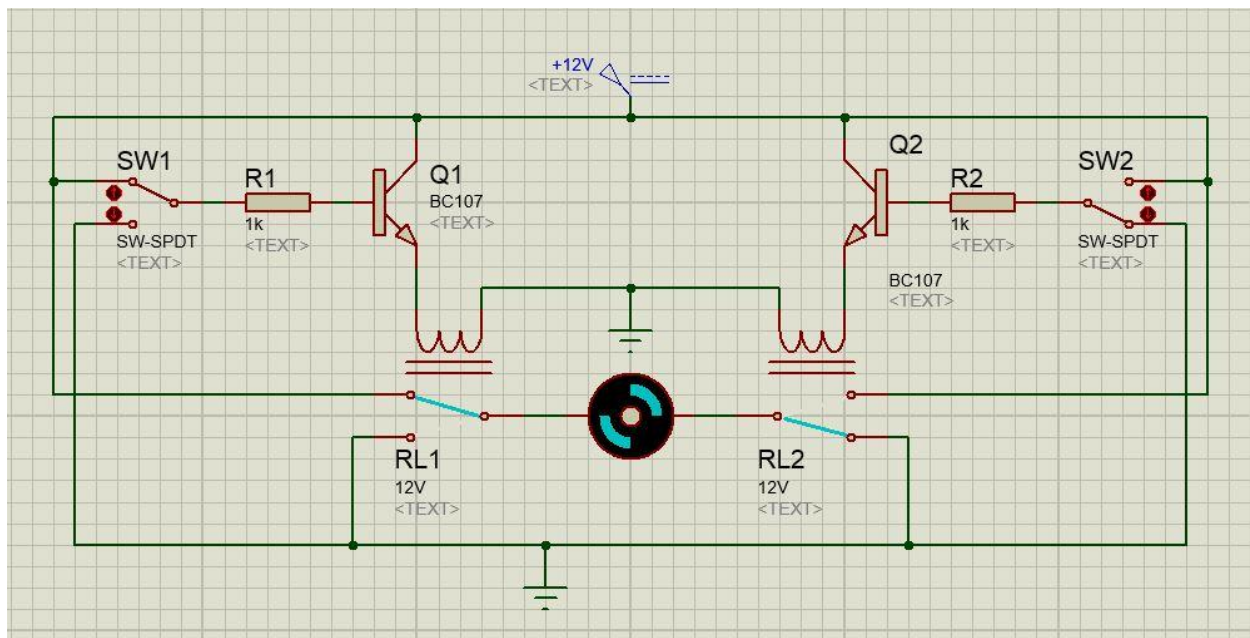 +12V
<TEXT>
SW1
SW-SPDT
<TEXT>
R1
1k
<TEXT>
Q1
BC107
<TEXT>
Q2
BC107
<TEXT>
R2
1k
<TEXT>
SW2
SW-SPDT
<TEXT>
RL1
12V
<TEXT>
RL2
12V
<TEXT>